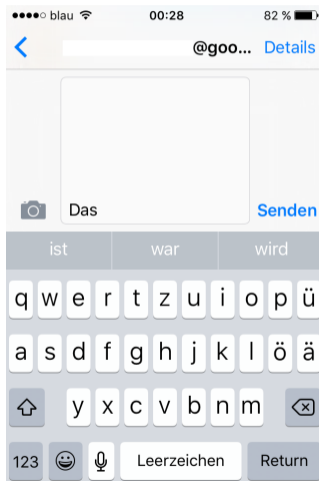 blau 00:28 82 %
@goo... Details
Das Senden
ist war wird
q w e r t z u i o p ü
a s d f g h j k l ö ä
y x c v b n m
123 Leerzeichen Return